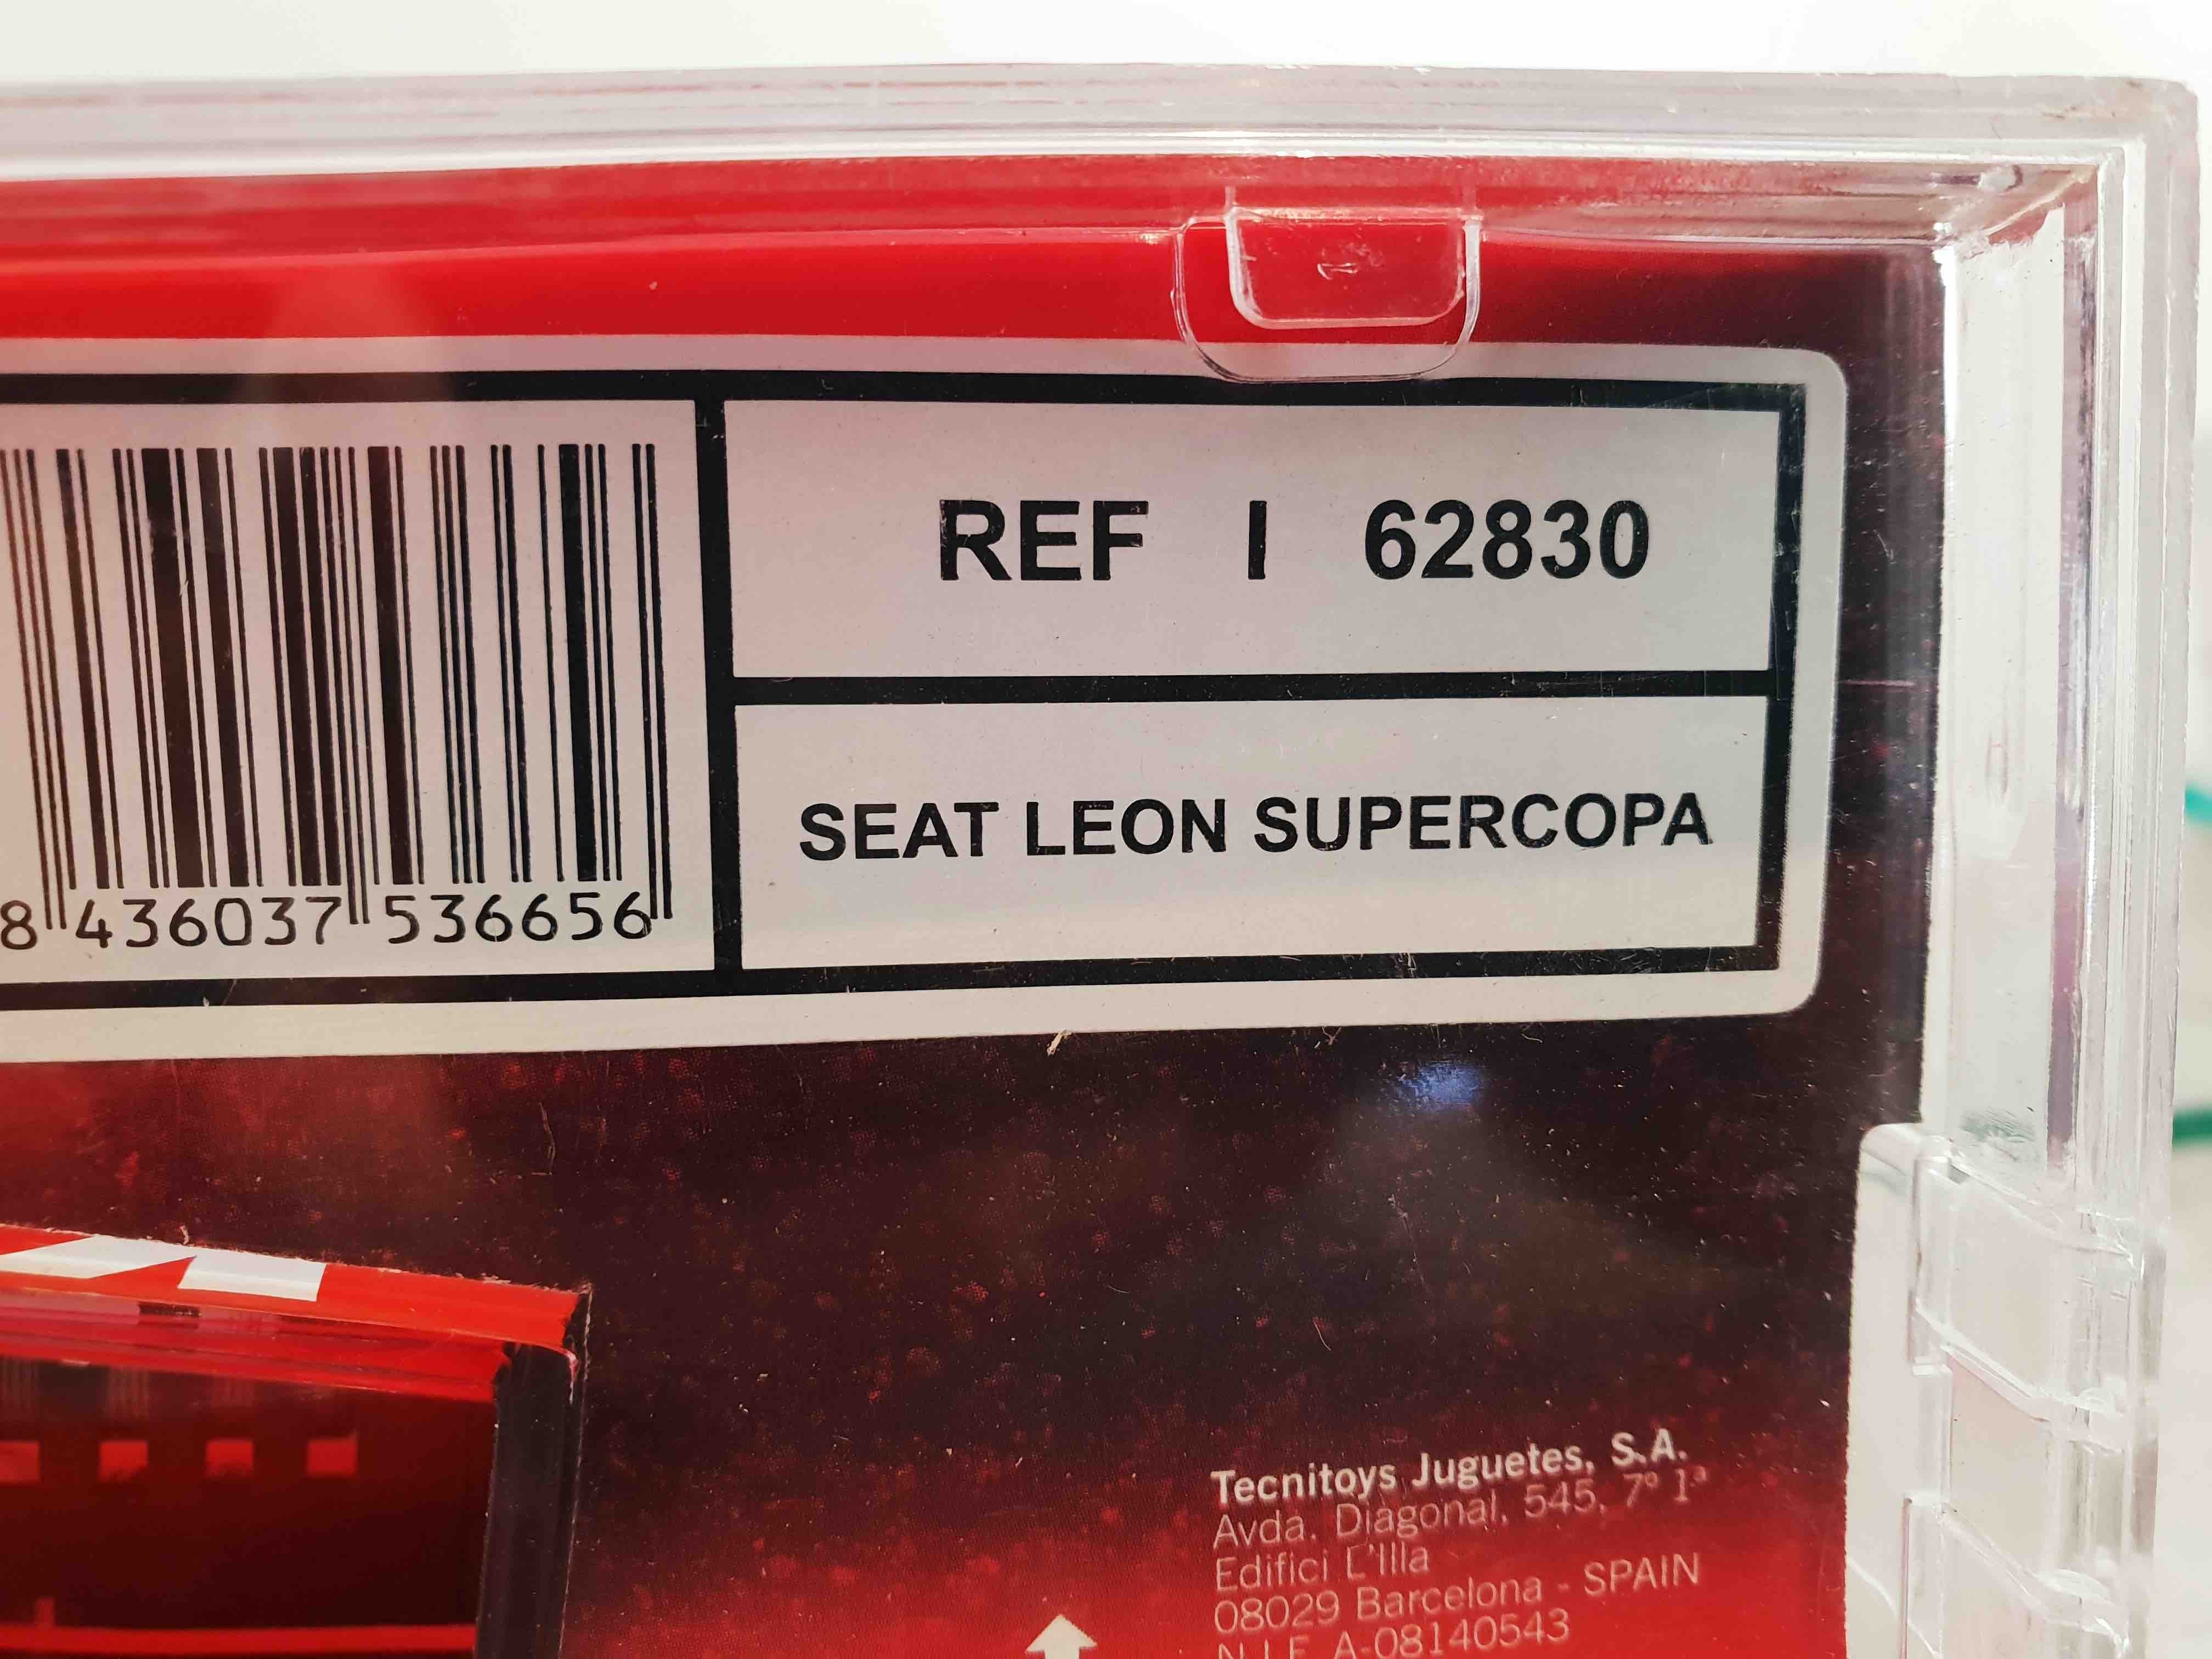 REF I 62830
SEAT LEON SUPERCOPA
8 436037 536656
Tecnitoys Juguetes, S.A.
Avda. Diagonal, 545, 7º 1ª
Edifici L'Illa
08029 Barcelona - SPAIN
N.I.F. A-08140543